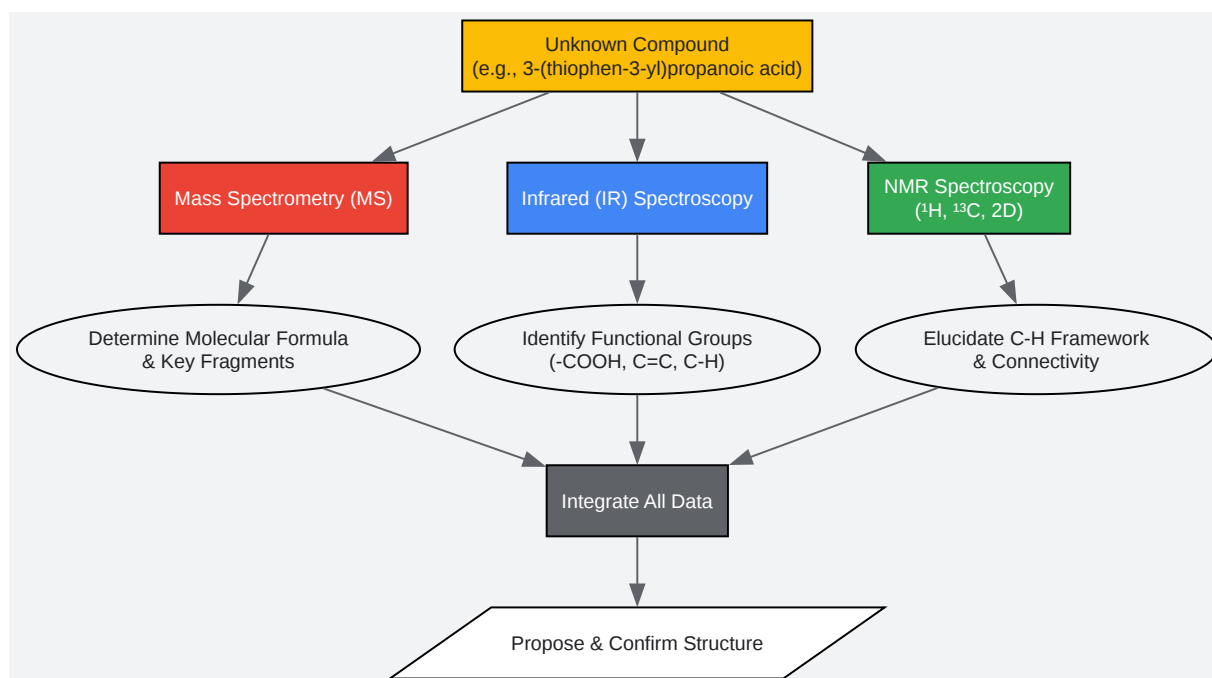 Unknown Compound
(e.g., 3-(thiophen-3-yl)propanoic acid)
Mass Spectrometry (MS)
Infrared (IR) Spectroscopy
NMR Spectroscopy
(¹H, ¹³C, 2D)
Determine Molecular Formula
& Key Fragments
Identify Functional Groups
(-COOH, C=C, C-H)
Elucidate C-H Framework
& Connectivity
Integrate All Data
Propose & Confirm Structure